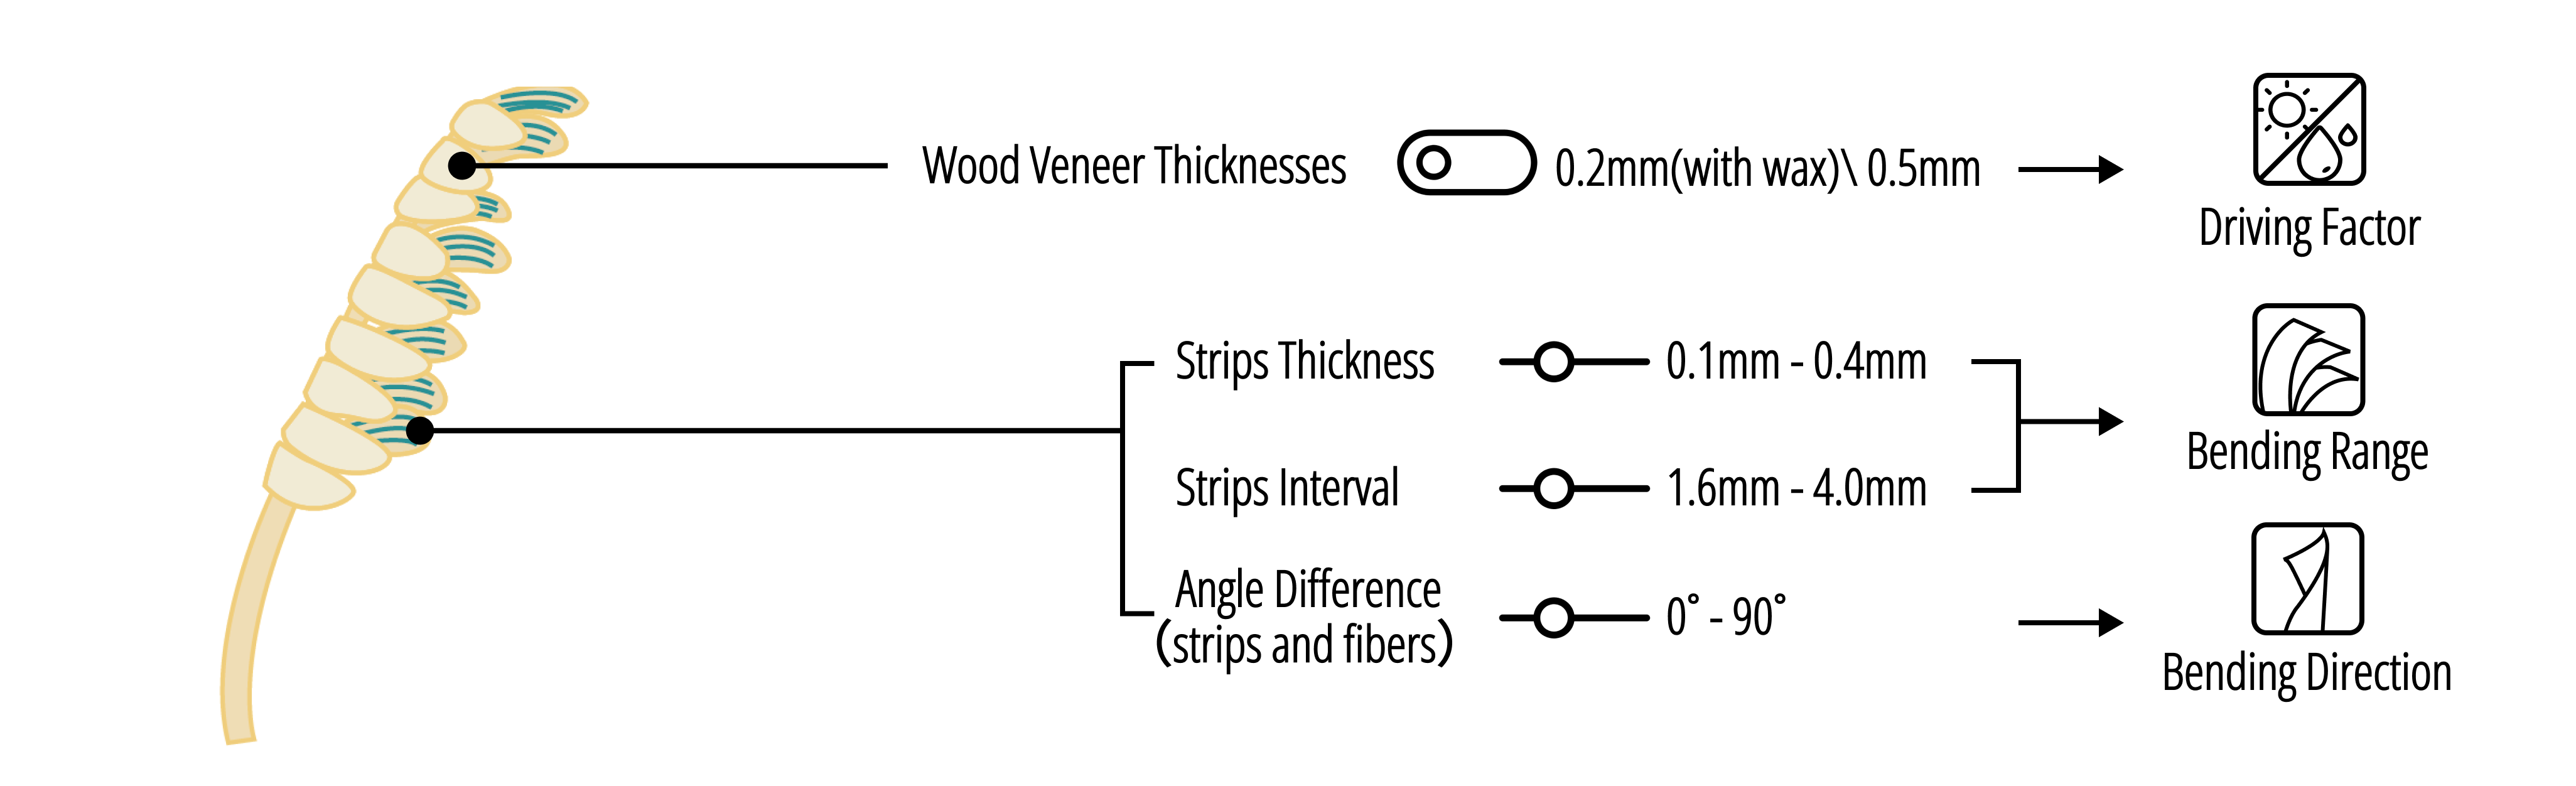 Wood Veneer Thicknesses 0.2mm(with wax)\ 0.5mm
Driving Factor
Strips Thickness 0.1mm - 0.4mm
Bending Range
Strips Interval 1.6mm - 4.0mm
Angle Difference
(strips and fibers)
0° - 90°
Bending Direction